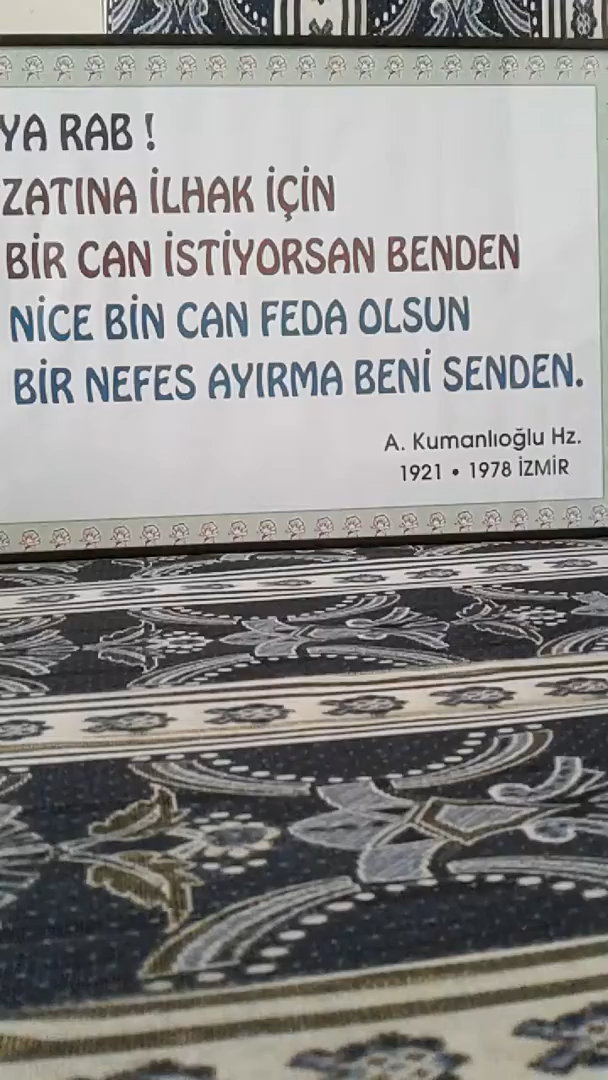 YA RAB !
ZATINA İLHAK İÇİN
BİR CAN İSTİYORSAN BENDEN
NİCE BİN CAN FEDA OLSUN
BİR NEFES AYIRMA BENİ SENDEN.
A. Kumanlıoğlu Hz.
1921 • 1978 İZMİR